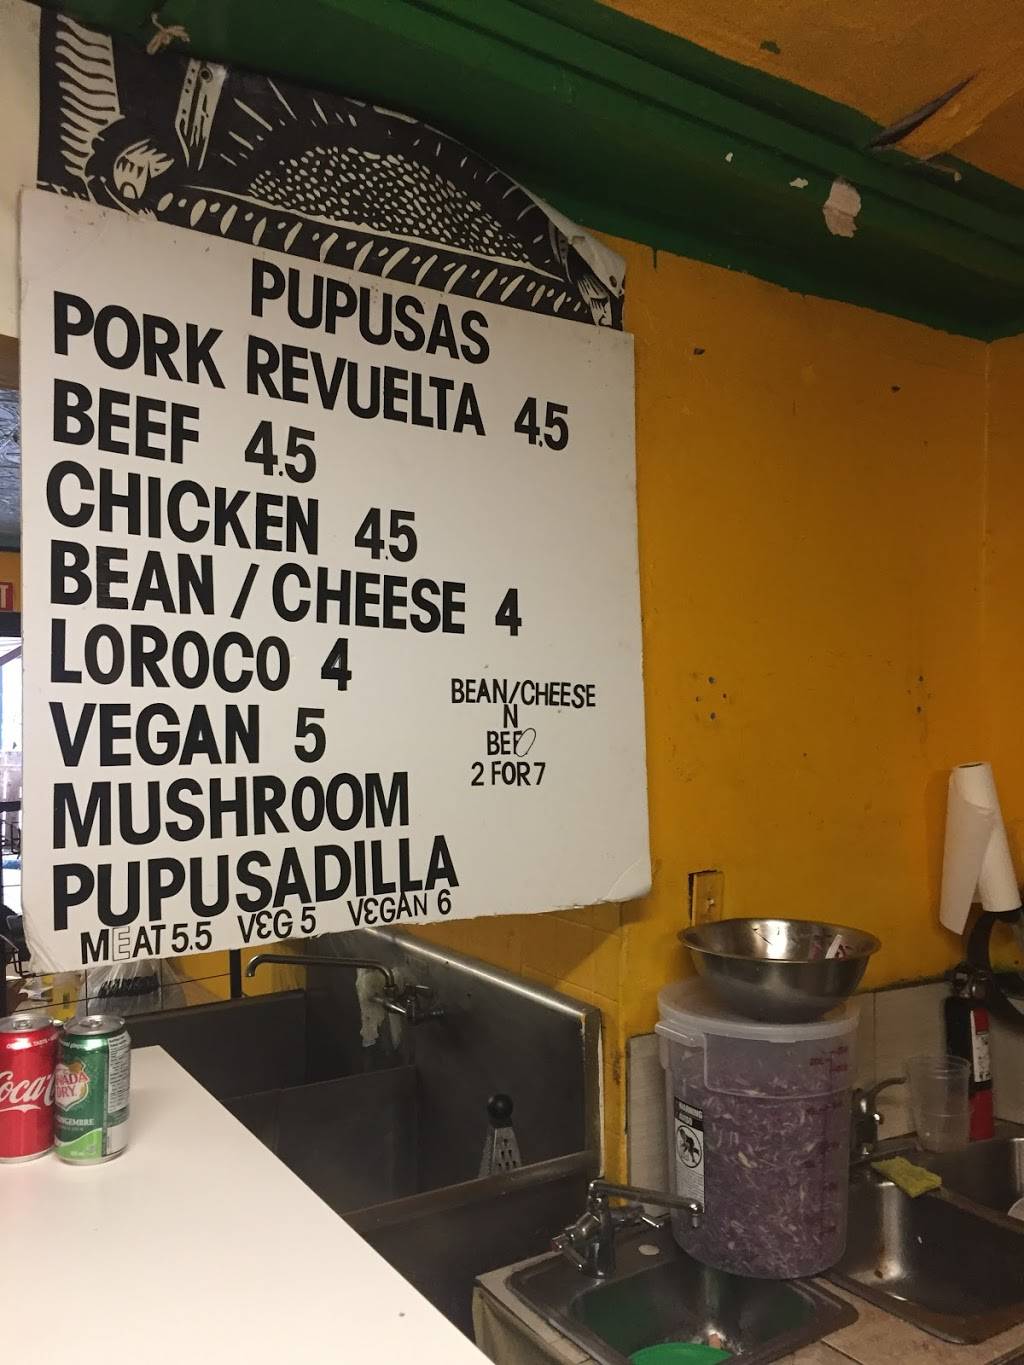 PUPUSAS
PORK REVUELTA 4.5
BEEF 4.5
CHICKEN 4.5
BEAN / CHEESE 4
LOROCO 4
VEGAN 5
MUSHROOM
PUPUSADILLA
MEAT 5.5 VEG 5 VEGAN 6
BEAN/CHEESE
N
2 FOR 7
Coca
CANADA
DRY
GINGEMBRE